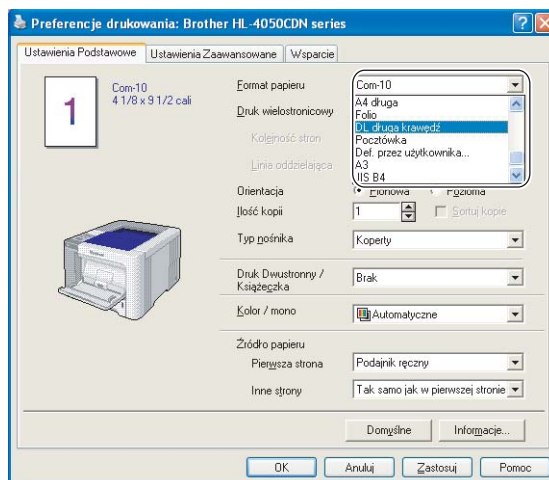 Preferencje drukowania: Brother HL-4050CDN series
Ustawienia Podstawowe
Ustawienia Zaawansowane
Wsparcie
1
Com-10
4 1/8 x 9 1/2 cali
Format papieru
Com-10
A4 długa
Folio
DL długa krawędź
Pocztówka
Def. przez użytkownika...
A3
JIS B4
Druk wielostronicowy
Kolejność stron
Linia oddzielająca
Orientacja
Pionowa
Pozioma
Ilość kopii
1
Sortuj kopie
Typ nośnika
Koperty
Druk Dwustronny /
Książeczka
Brak
Kolor / mono
Automatyczne
Źródło papieru
Pierwsza strona
Podajnik ręczny
Inne strony
Tak samo jak w pierwszej stronie
Domyślne
Informacje...
OK
Anuluj
Zastosuj
Pomoc